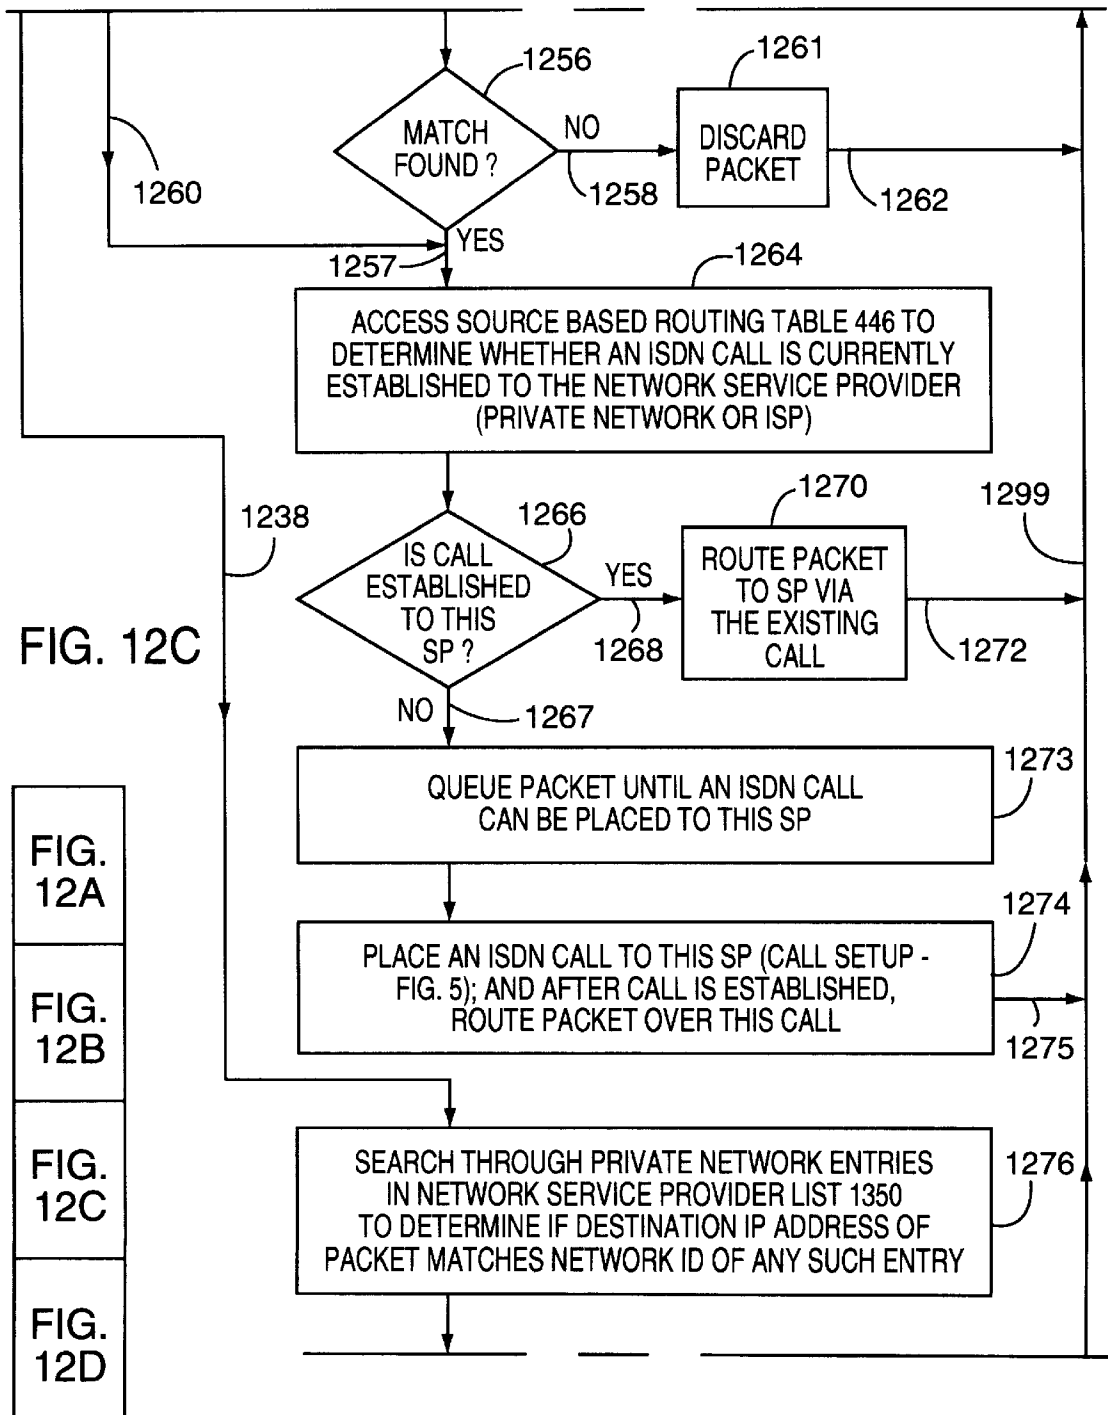 1256
1261
MATCH
FOUND ?
NO
DISCARD
PACKET
1260
1258
1262
YES
1257
1264
ACCESS SOURCE BASED ROUTING TABLE 446 TO
DETERMINE WHETHER AN ISDN CALL IS CURRENTLY
ESTABLISHED TO THE NETWORK SERVICE PROVIDER
(PRIVATE NETWORK OR ISP)
1270
1299
1238
1266
IS CALL
ESTABLISHED
TO THIS
SP ?
YES
ROUTE PACKET
TO SP VIA
THE EXISTING
CALL
1268
1272
FIG. 12C
NO
1267
1273
QUEUE PACKET UNTIL AN ISDN CALL
CAN BE PLACED TO THIS SP
1274
PLACE AN ISDN CALL TO THIS SP (CALL SETUP -
FIG. 5); AND AFTER CALL IS ESTABLISHED,
ROUTE PACKET OVER THIS CALL
1275
1276
SEARCH THROUGH PRIVATE NETWORK ENTRIES
IN NETWORK SERVICE PROVIDER LIST 1350
TO DETERMINE IF DESTINATION IP ADDRESS OF
PACKET MATCHES NETWORK ID OF ANY SUCH ENTRY
FIG.
12A
FIG.
12B
FIG.
12C
FIG.
12D